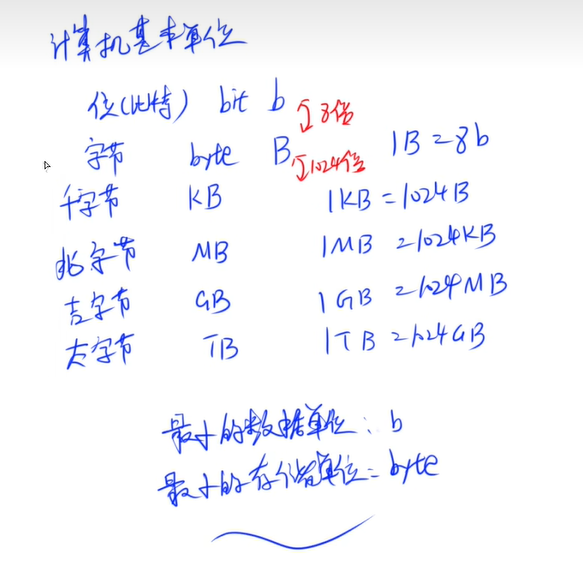 计算机基本单位
位(比特) bit b
↕8倍
字节 byte B 1B=8b
↕1024倍
千字节 KB 1KB=1024B
兆字节 MB 1MB=1024KB
吉字节 GB 1GB=1024MB
太字节 TB 1TB=1024GB
最小的数据单位: b
最小的存储单位=byte